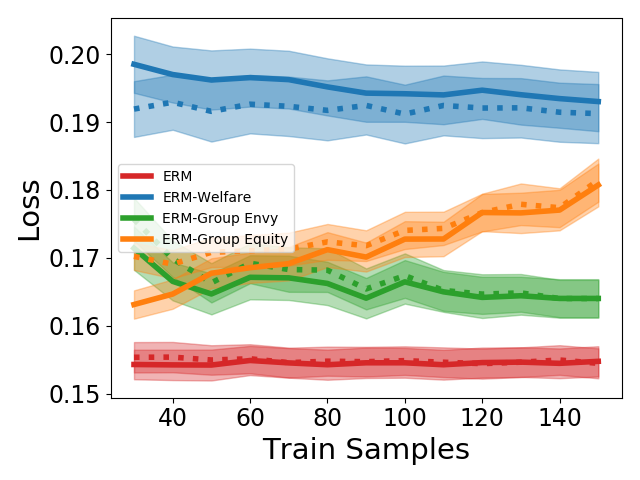 0.20
0.19
0.18
0.17
0.16
0.15
Loss
ERM
ERM-Welfare
ERM-Group Envy
ERM-Group Equity
40 60 80 100 120 140
Train Samples